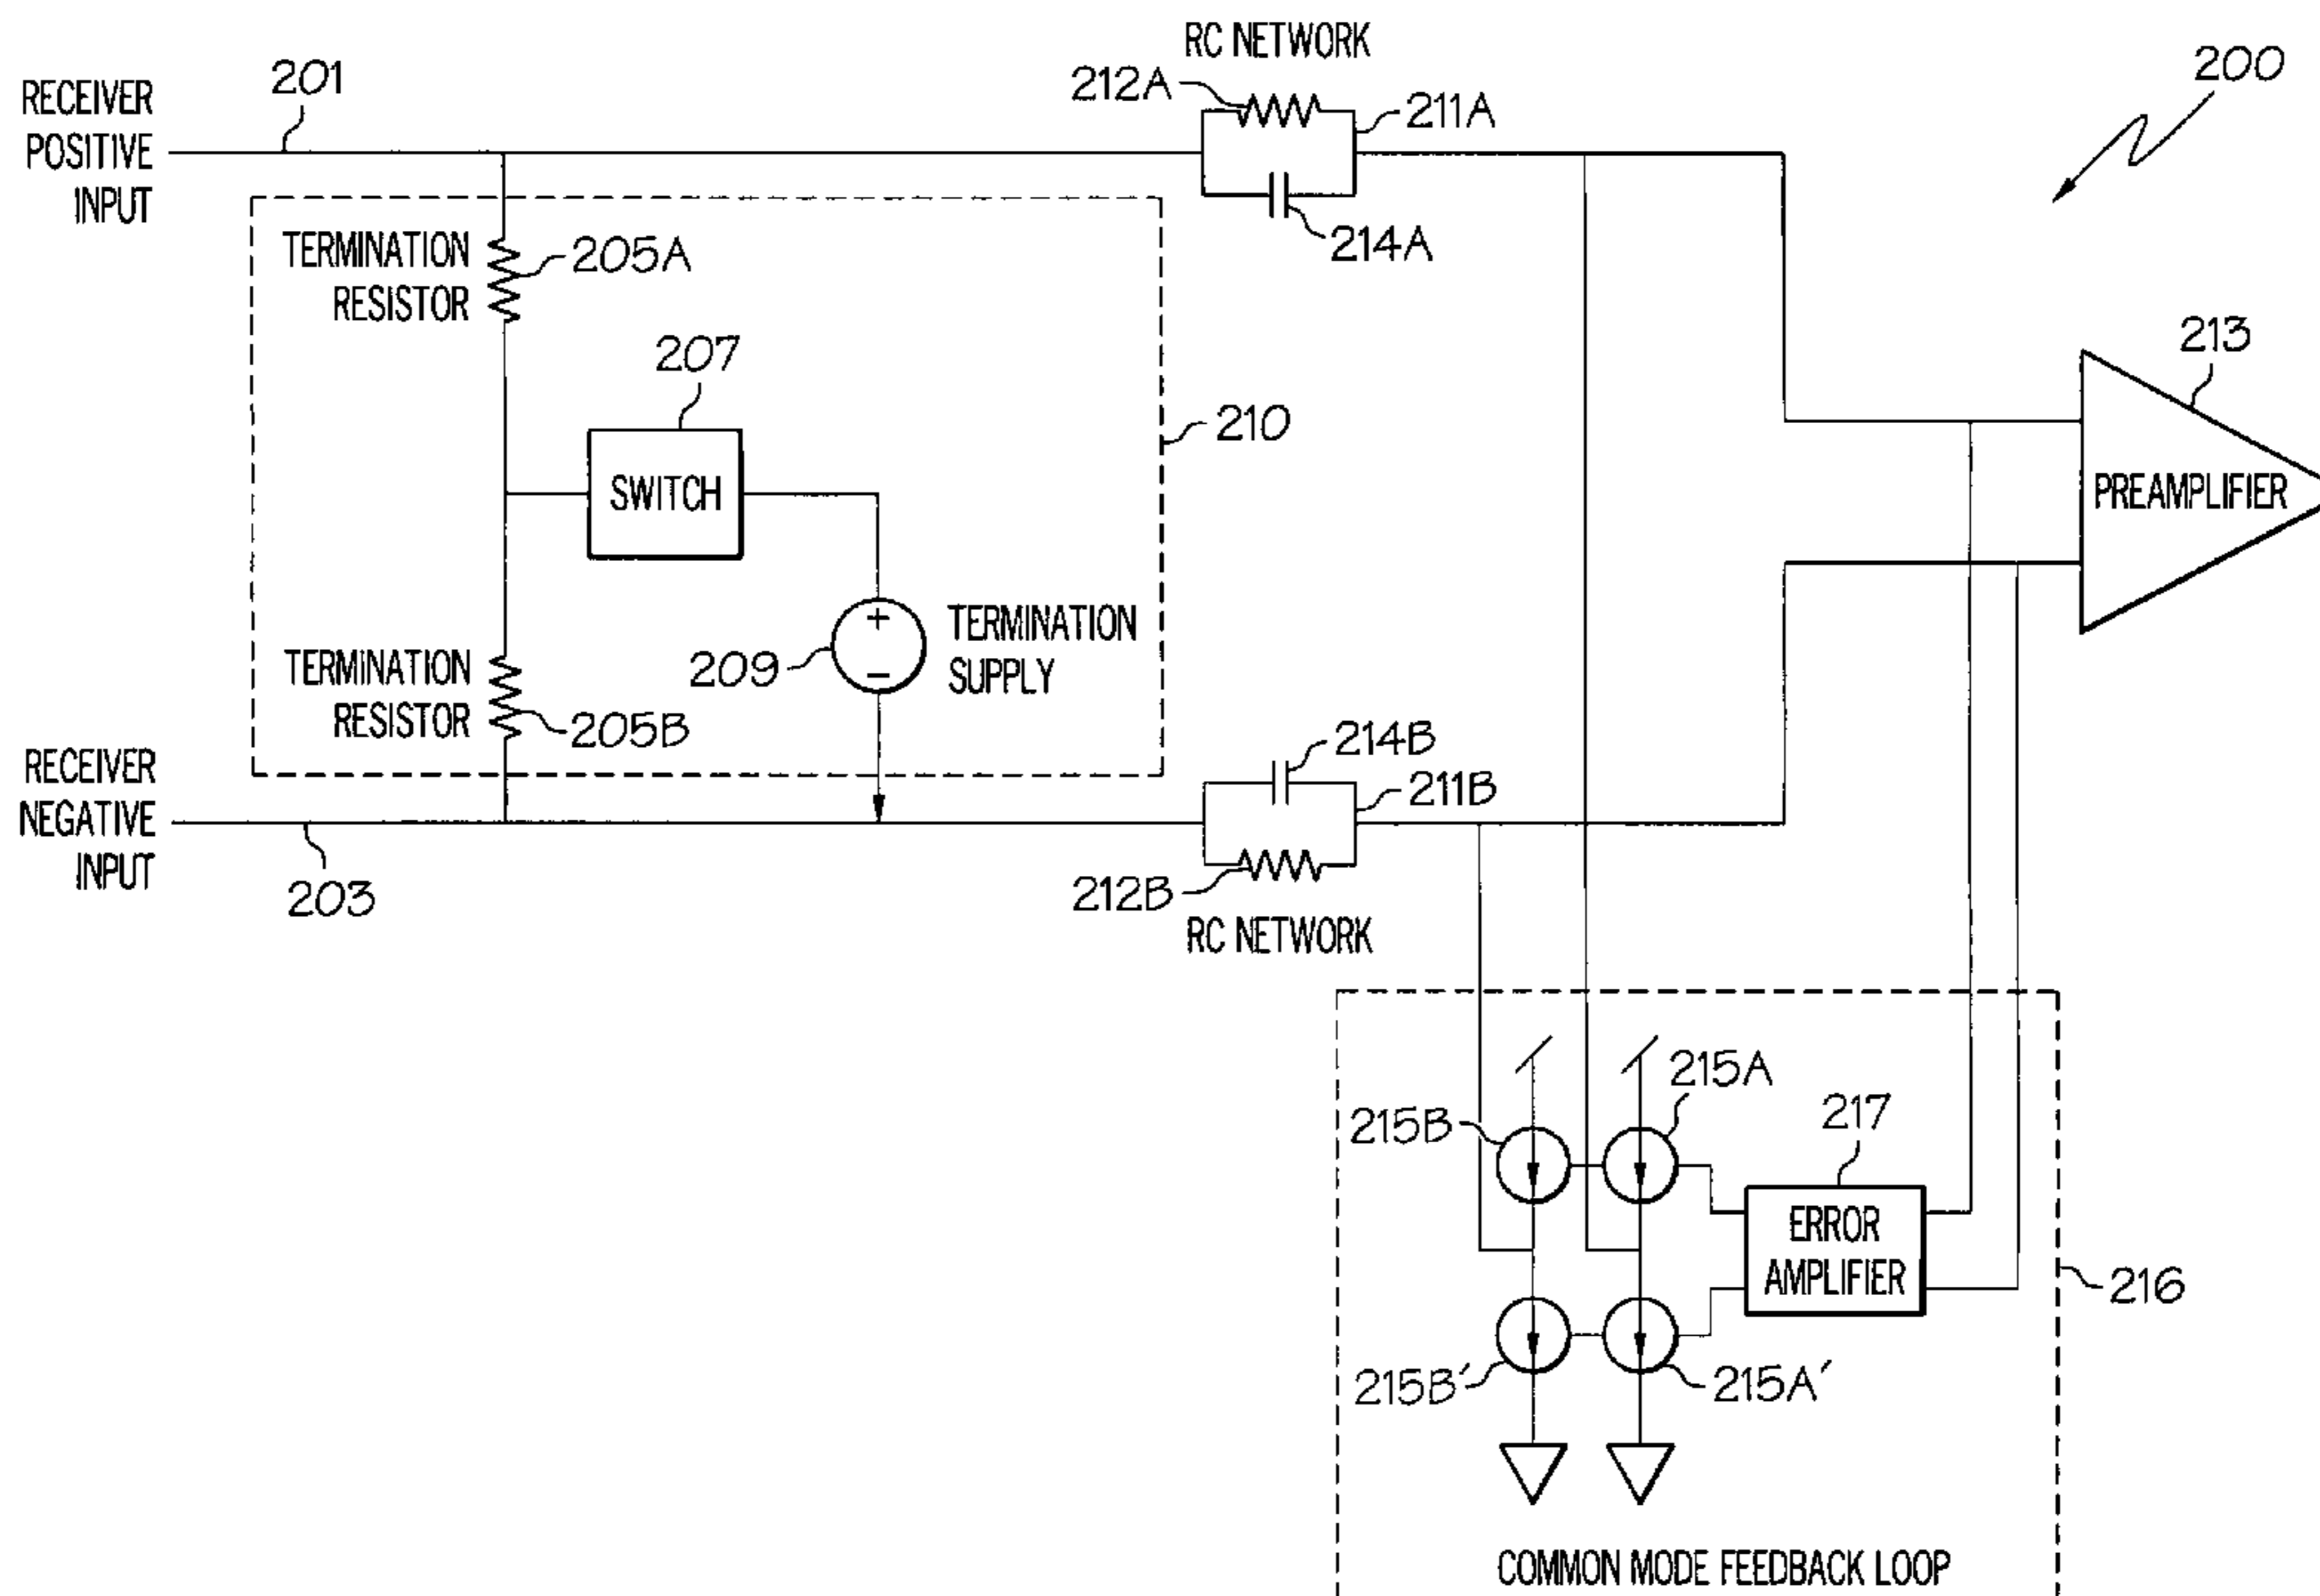 RC NETWORK
212A
211A
214A
200
201
RECEIVER
POSITIVE
INPUT
TERMINATION
RESISTOR
205A
207
SWITCH
210
213
PREAMPLIFIER
TERMINATION
RESISTOR
205B
209
+
−
TERMINATION
SUPPLY
RECEIVER
NEGATIVE
INPUT
203
214B
211B
212B
RC NETWORK
215A
215B
217
ERROR
AMPLIFIER
216
215B′
215A′
COMMON MODE FEEDBACK LOOP